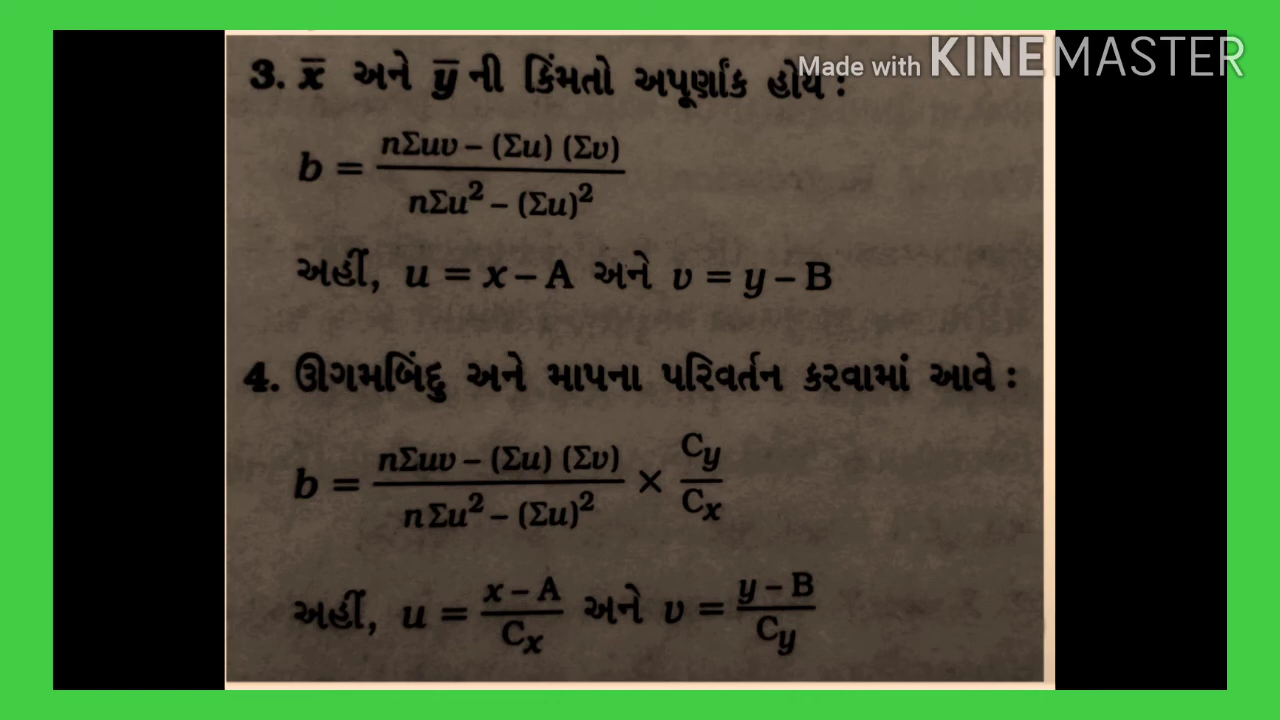 Made with KINEMASTER
3. x̅ અને y̅ ની કિંમતો અપૂર્ણાંક હોય :
b = (nΣuv – (Σu) (Σv)) / (nΣu² – (Σu)²)
અહીં, u = x – A અને v = y – B
4. ઊગમબિંદુ અને માપના પરિવર્તન કરવામાં આવે :
b = (nΣuv – (Σu) (Σv)) / (nΣu² – (Σu)²) × Cy / Cx
અહીં, u = (x – A) / Cx અને v = (y – B) / Cy